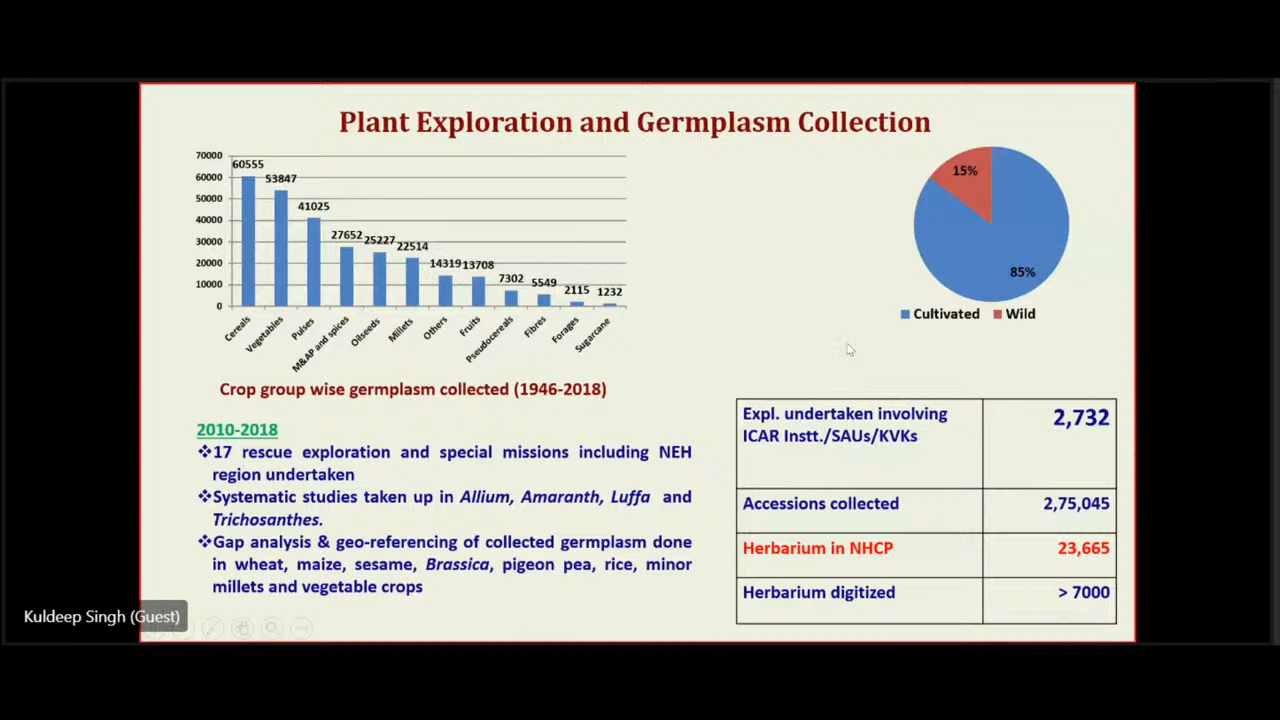 Plant Exploration and Germplasm Collection
70000
60000
50000
40000
30000
20000
10000
0
60555
53847
41025
27652
25227
22514
14319
13708
7302
5549
2115
1232
Cereals
Vegetables
Pulses
M&AP and spices
Oilseeds
Millets
Others
Fruits
Pseudocereals
Fibres
Forages
Sugarcane
Crop group wise germplasm collected (1946-2018)
15%
85%
Cultivated
Wild
2010-2018
❖17 rescue exploration and special missions including NEH
region undertaken
❖Systematic studies taken up in Allium, Amaranth, Luffa and
Trichosanthes.
❖Gap analysis & geo-referencing of collected germplasm done
in wheat, maize, sesame, Brassica, pigeon pea, rice, minor
millets and vegetable crops
Expl. undertaken involving 2,732
ICAR Instt./SAUs/KVKs
Accessions collected 2,75,045
Herbarium in NHCP 23,665
Herbarium digitized > 7000
Kuldeep Singh (Guest)